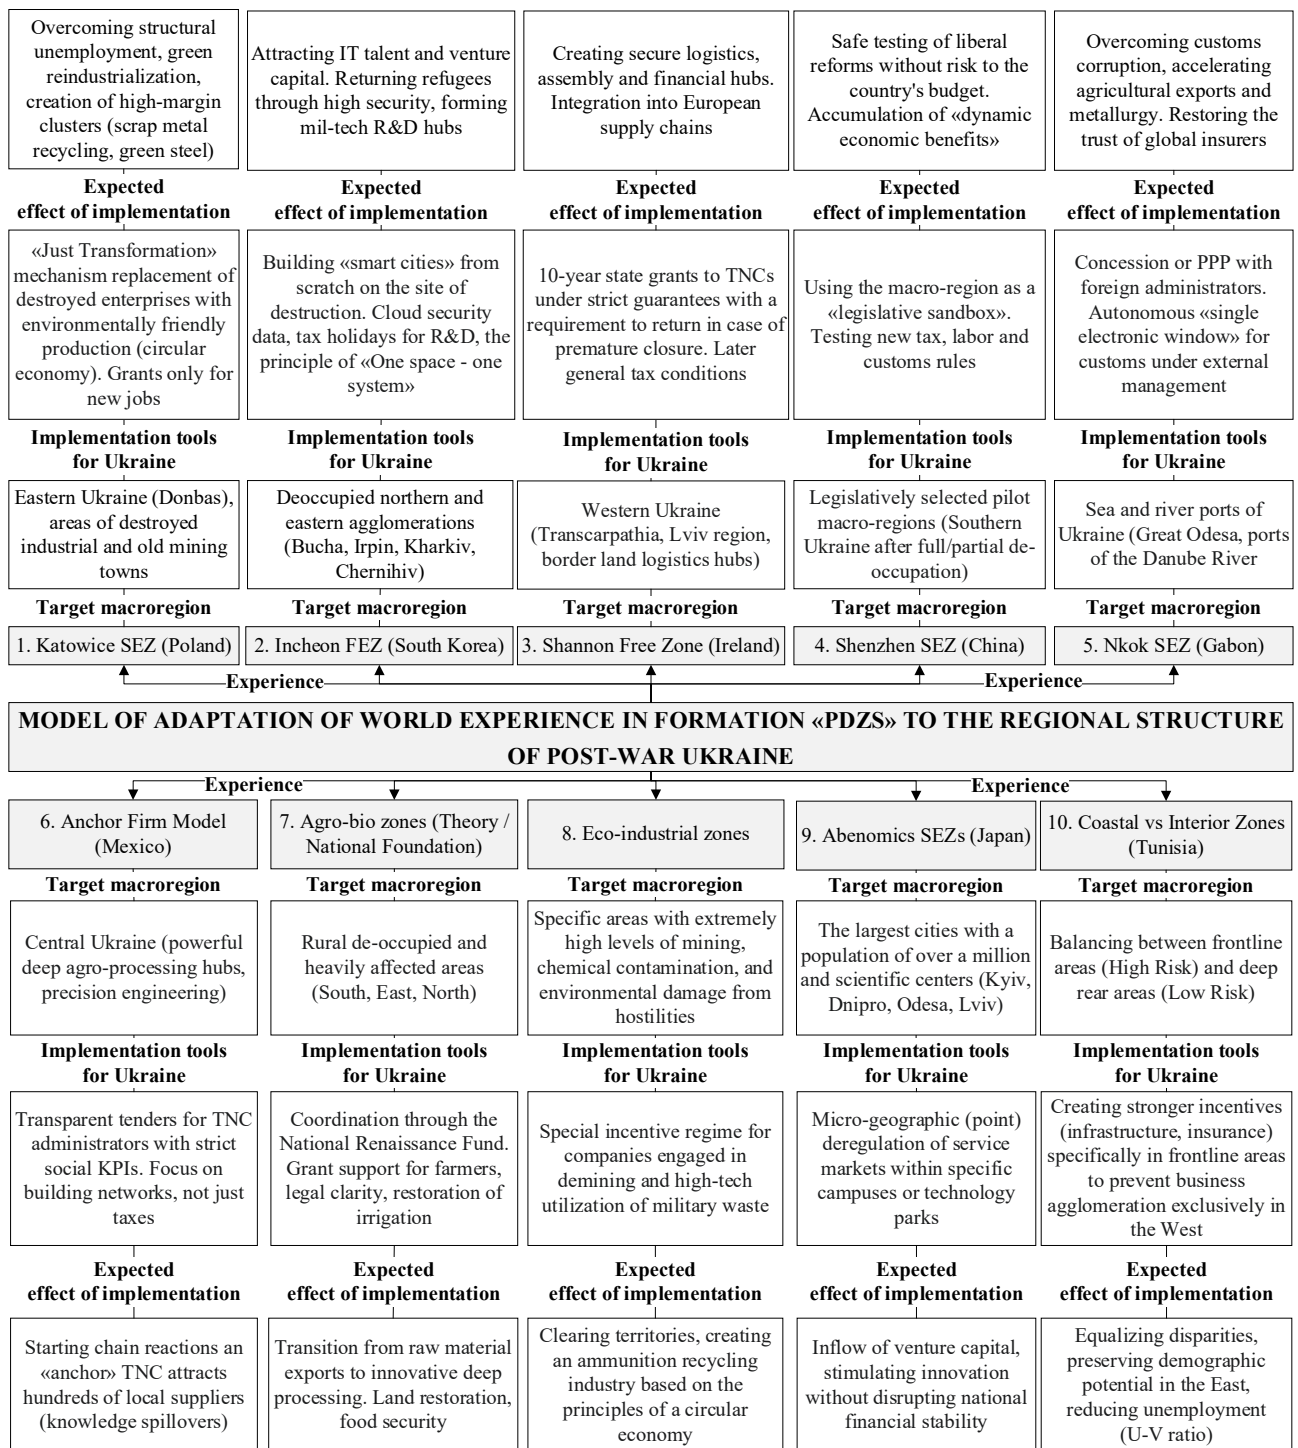 Overcoming structural
unemployment, green
reindustrialization,
creation of high-margin
clusters (scrap metal
recycling, green steel)
Attracting IT talent and venture
capital. Returning refugees
through high security, forming
mil-tech R&D hubs
Creating secure logistics,
assembly and financial hubs.
Integration into European
supply chains
Safe testing of liberal
reforms without risk to the
country's budget.
Accumulation of «dynamic
economic benefits»
Overcoming customs
corruption, accelerating
agricultural exports and
metallurgy. Restoring the
trust of global insurers
Expected
effect of implementation
Expected
effect of implementation
Expected
effect of implementation
Expected
effect of implementation
Expected
effect of implementation
«Just Transformation»
mechanism replacement of
destroyed enterprises with
environmentally friendly
production (circular
economy). Grants only for
new jobs
Building «smart cities» from
scratch on the site of
destruction. Cloud security
data, tax holidays for R&D, the
principle of «One space - one
system»
10-year state grants to TNCs
under strict guarantees with a
requirement to return in case of
premature closure. Later
general tax conditions
Using the macro-region as a
«legislative sandbox».
Testing new tax, labor and
customs rules
Concession or PPP with
foreign administrators.
Autonomous «single
electronic window» for
customs under external
management
Implementation tools
for Ukraine
Implementation tools
for Ukraine
Implementation tools
for Ukraine
Implementation tools
for Ukraine
Implementation tools
for Ukraine
Eastern Ukraine (Donbas),
areas of destroyed
industrial and old mining
towns
Deoccupied northern and
eastern agglomerations
(Bucha, Irpin, Kharkiv,
Chernihiv)
Western Ukraine
(Transcarpathia, Lviv region,
border land logistics hubs)
Legislatively selected pilot
macro-regions (Southern
Ukraine after full/partial de-
occupation)
Sea and river ports of
Ukraine (Great Odesa, ports
of the Danube River
Target macroregion
Target macroregion
Target macroregion
Target macroregion
Target macroregion
1. Katowice SEZ (Poland)
2. Incheon FEZ (South Korea)
3. Shannon Free Zone (Ireland)
4. Shenzhen SEZ (China)
5. Nkok SEZ (Gabon)
Experience
Experience
MODEL OF ADAPTATION OF WORLD EXPERIENCE IN FORMATION «PDZS» TO THE REGIONAL STRUCTURE
OF POST-WAR UKRAINE
Experience
Experience
6. Anchor Firm Model
(Mexico)
7. Agro-bio zones (Theory /
National Foundation)
8. Eco-industrial zones
9. Abenomics SEZs (Japan)
10. Coastal vs Interior Zones
(Tunisia)
Target macroregion
Target macroregion
Target macroregion
Target macroregion
Target macroregion
Central Ukraine (powerful
deep agro-processing hubs,
precision engineering)
Rural de-occupied and
heavily affected areas
(South, East, North)
Specific areas with extremely
high levels of mining,
chemical contamination, and
environmental damage from
hostilities
The largest cities with a
population of over a million
and scientific centers (Kyiv,
Dnipro, Odesa, Lviv)
Balancing between frontline
areas (High Risk) and deep
rear areas (Low Risk)
Implementation tools
for Ukraine
Implementation tools
for Ukraine
Implementation tools
for Ukraine
Implementation tools
for Ukraine
Implementation tools
for Ukraine
Transparent tenders for TNC
administrators with strict
social KPIs. Focus on
building networks, not just
taxes
Coordination through the
National Renaissance Fund.
Grant support for farmers,
legal clarity, restoration of
irrigation
Special incentive regime for
companies engaged in
demining and high-tech
utilization of military waste
Micro-geographic (point)
deregulation of service
markets within specific
campuses or technology
parks
Creating stronger incentives
(infrastructure, insurance)
specifically in frontline areas
to prevent business
agglomeration exclusively in
the West
Expected
effect of implementation
Expected
effect of implementation
Expected
effect of implementation
Expected
effect of implementation
Expected
effect of implementation
Starting chain reactions an
«anchor» TNC attracts
hundreds of local suppliers
(knowledge spillovers)
Transition from raw material
exports to innovative deep
processing. Land restoration,
food security
Clearing territories, creating
an ammunition recycling
industry based on the
principles of a circular
economy
Inflow of venture capital,
stimulating innovation
without disrupting national
financial stability
Equalizing disparities,
preserving demographic
potential in the East,
reducing unemployment
(U-V ratio)